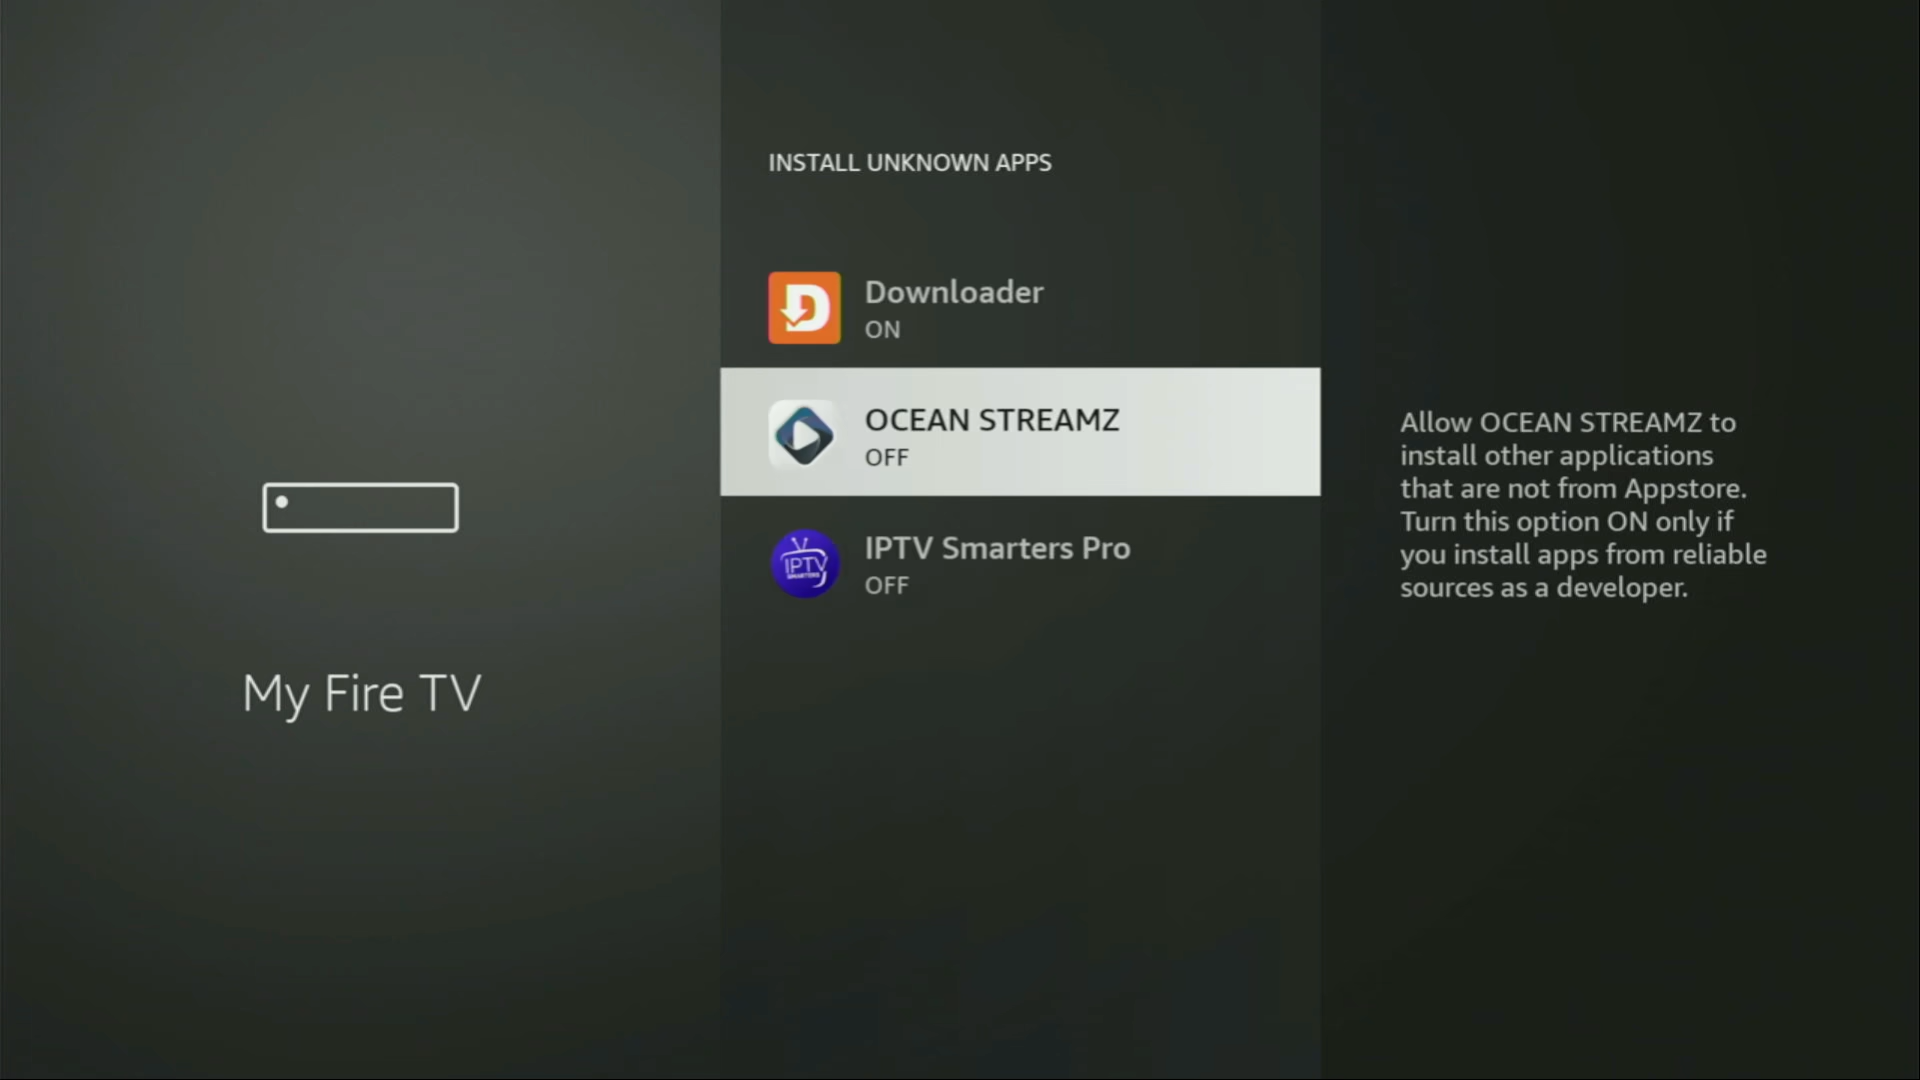 INSTALL UNKNOWN APPS
Downloader
ON
OCEAN STREAMZ
OFF
IPTV
SMARTERS
IPTV Smarters Pro
OFF
My Fire TV
Allow OCEAN STREAMZ to
install other applications
that are not from Appstore.
Turn this option ON only if
you install apps from reliable
sources as a developer.